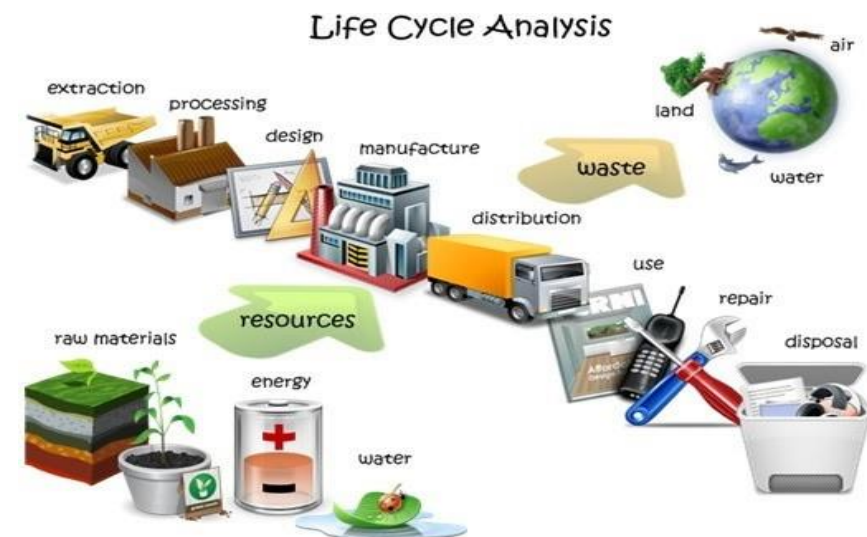 Life Cycle Analysis
air
extraction
processing
land
design
manufacture
waste
water
distribution
use
repair
resources
raw materials
disposal
energy
water